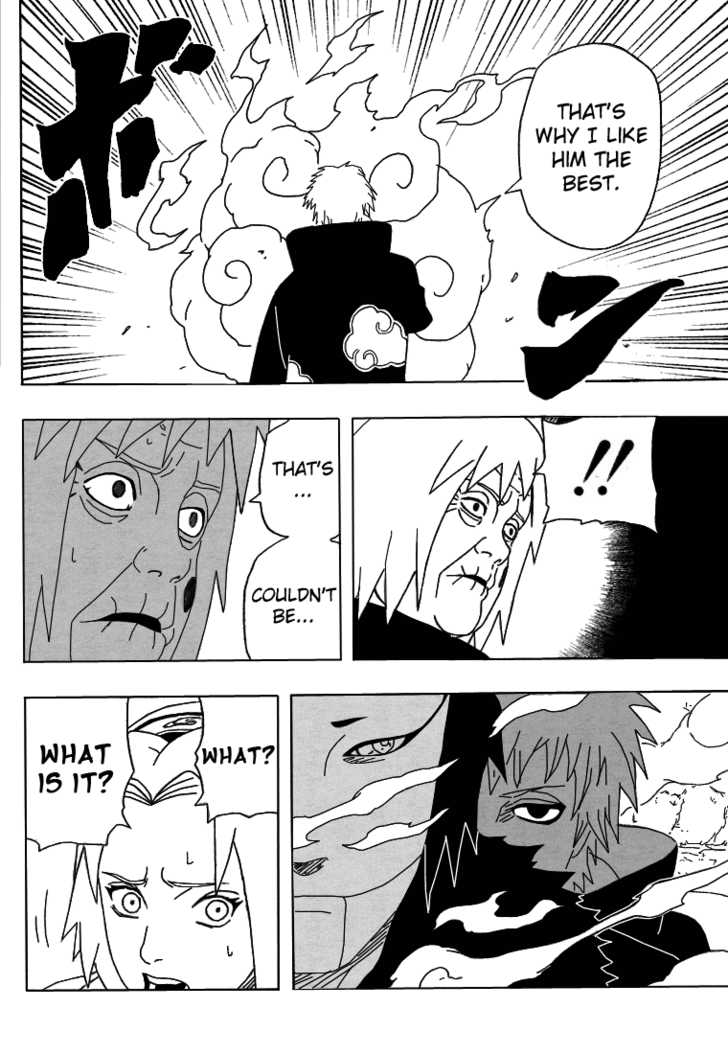 THAT'S
WHY I LIKE
HIM THE
BEST.
ボン
!!
THAT'S
...
COULDN'T
BE...
WHAT?
WHAT
IS IT?